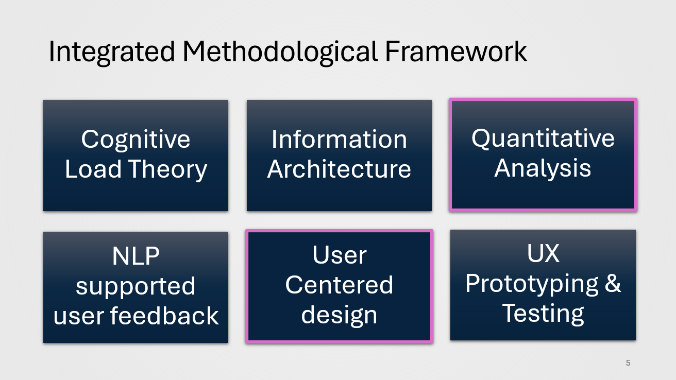 Integrated Methodological Framework
Cognitive
Load Theory
Information
Architecture
Quantitative
Analysis
NLP
supported
user feedback
User
Centered
design
UX
Prototyping &
Testing
5